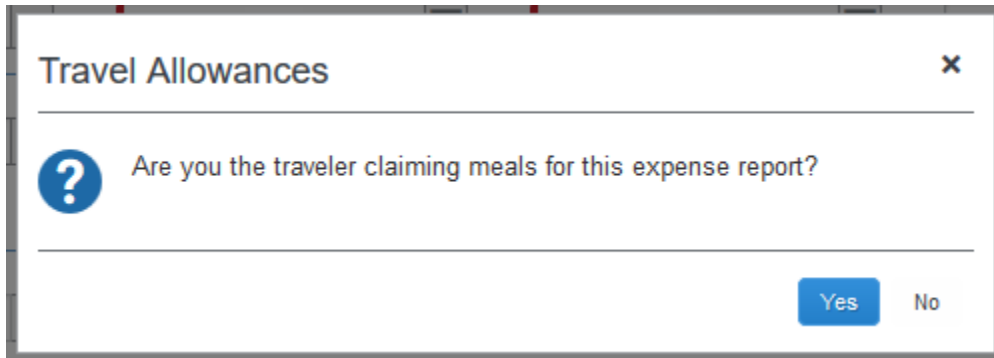 Travel Allowances ×
?
Are you the traveler claiming meals for this expense report?
Yes No